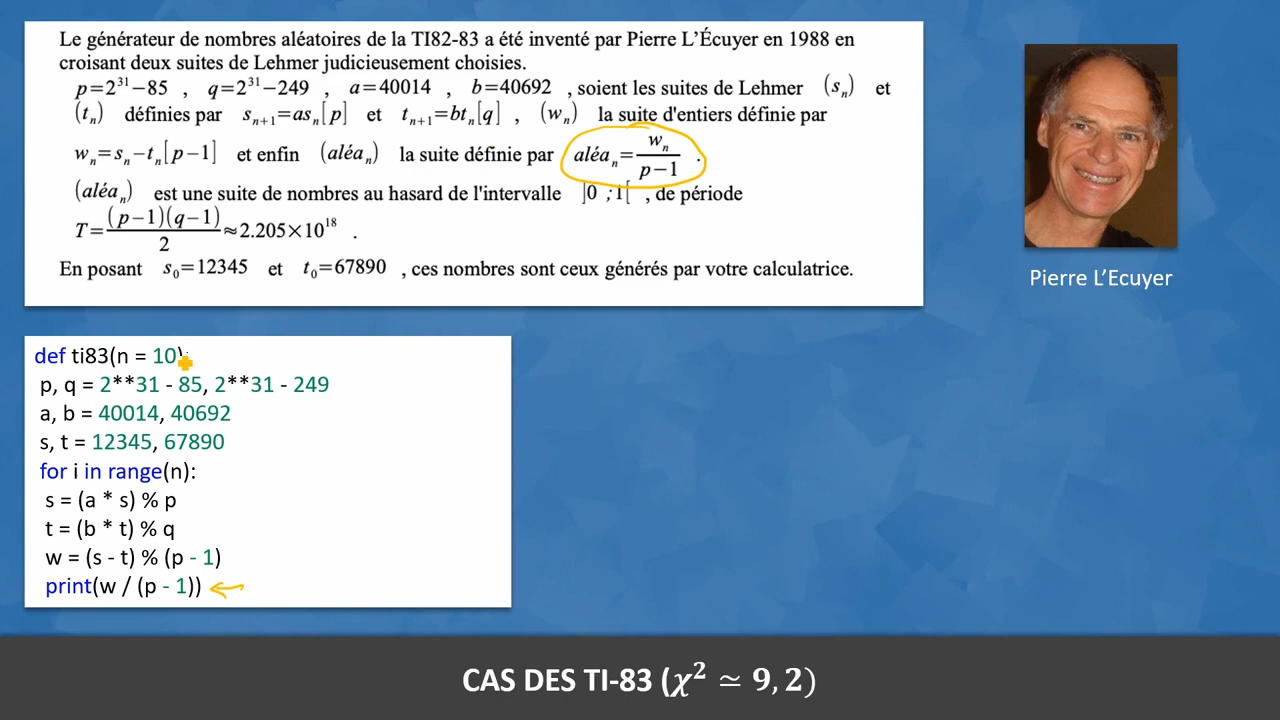 Le générateur de nombres aléatoires de la TI82-83 a été inventé par Pierre L'Écuyer en 1988 en
croisant deux suites de Lehmer judicieusement choisies.
p=2³¹−85 , q=2³¹−249 , a=40014 , b=40692 , soient les suites de Lehmer (sₙ) et
(tₙ) définies par sₙ₊₁=asₙ[p] et tₙ₊₁=btₙ[q] , (wₙ) la suite d'entiers définie par
wₙ=sₙ−tₙ[p−1] et enfin (aléaₙ) la suite définie par aléaₙ=wₙ/(p−1) .
(aléaₙ) est une suite de nombres au hasard de l'intervalle ]0 ;1[ , de période
T=(p−1)(q−1)/2≈2.205×10¹⁸ .
En posant s₀=12345 et t₀=67890 , ces nombres sont ceux générés par votre calculatrice.
Pierre L'Ecuyer
def ti83(n = 10):
p, q = 2**31 - 85, 2**31 - 249
a, b = 40014, 40692
s, t = 12345, 67890
for i in range(n):
s = (a * s) % p
t = (b * t) % q
w = (s - t) % (p - 1)
print(w / (p - 1))
CAS DES TI-83 (χ² ≃ 9,2)